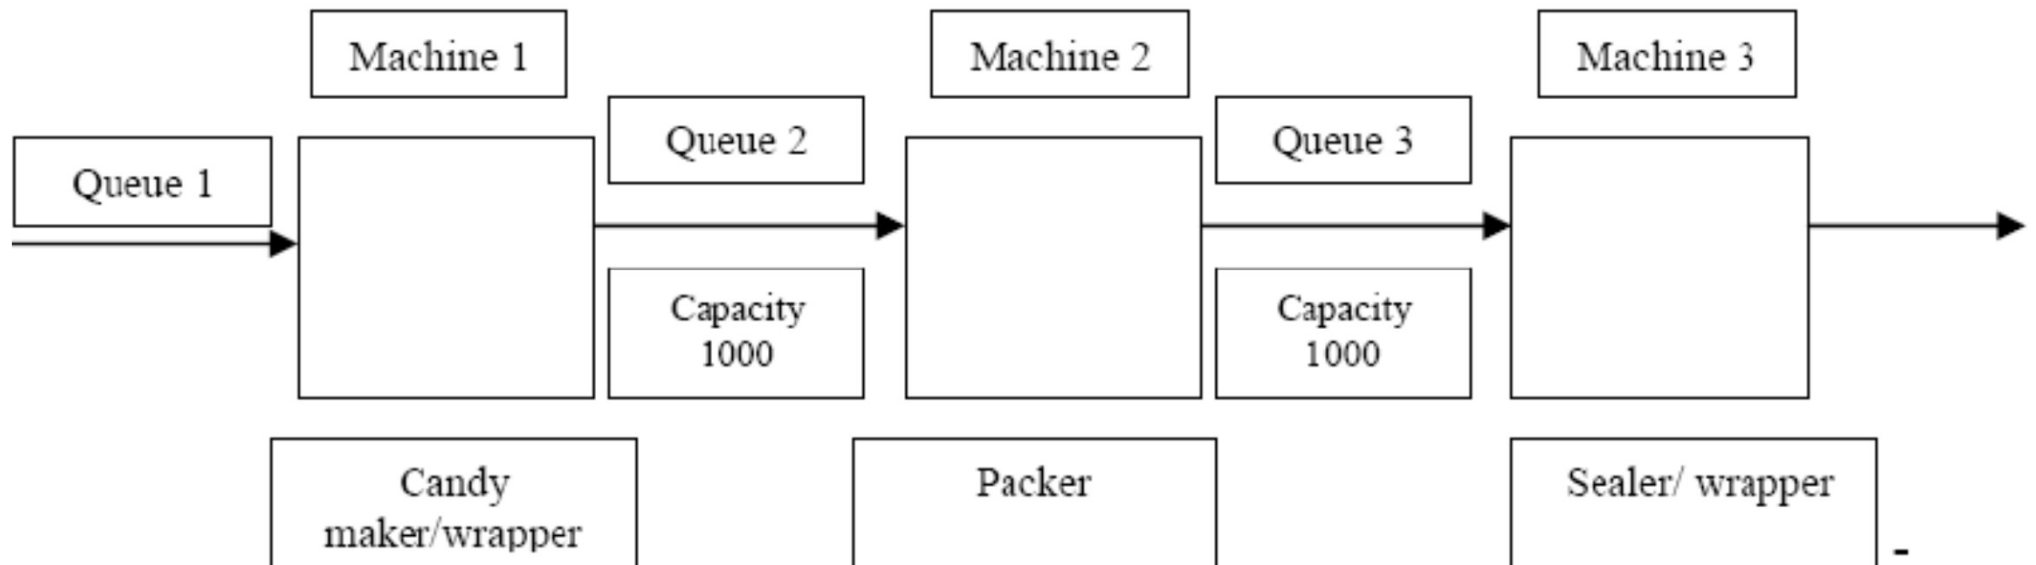 Machine 1
Machine 2
Machine 3
Queue 1
Queue 2
Queue 3
Capacity
1000
Capacity
1000
Candy
maker/wrapper
Packer
Sealer/ wrapper
-